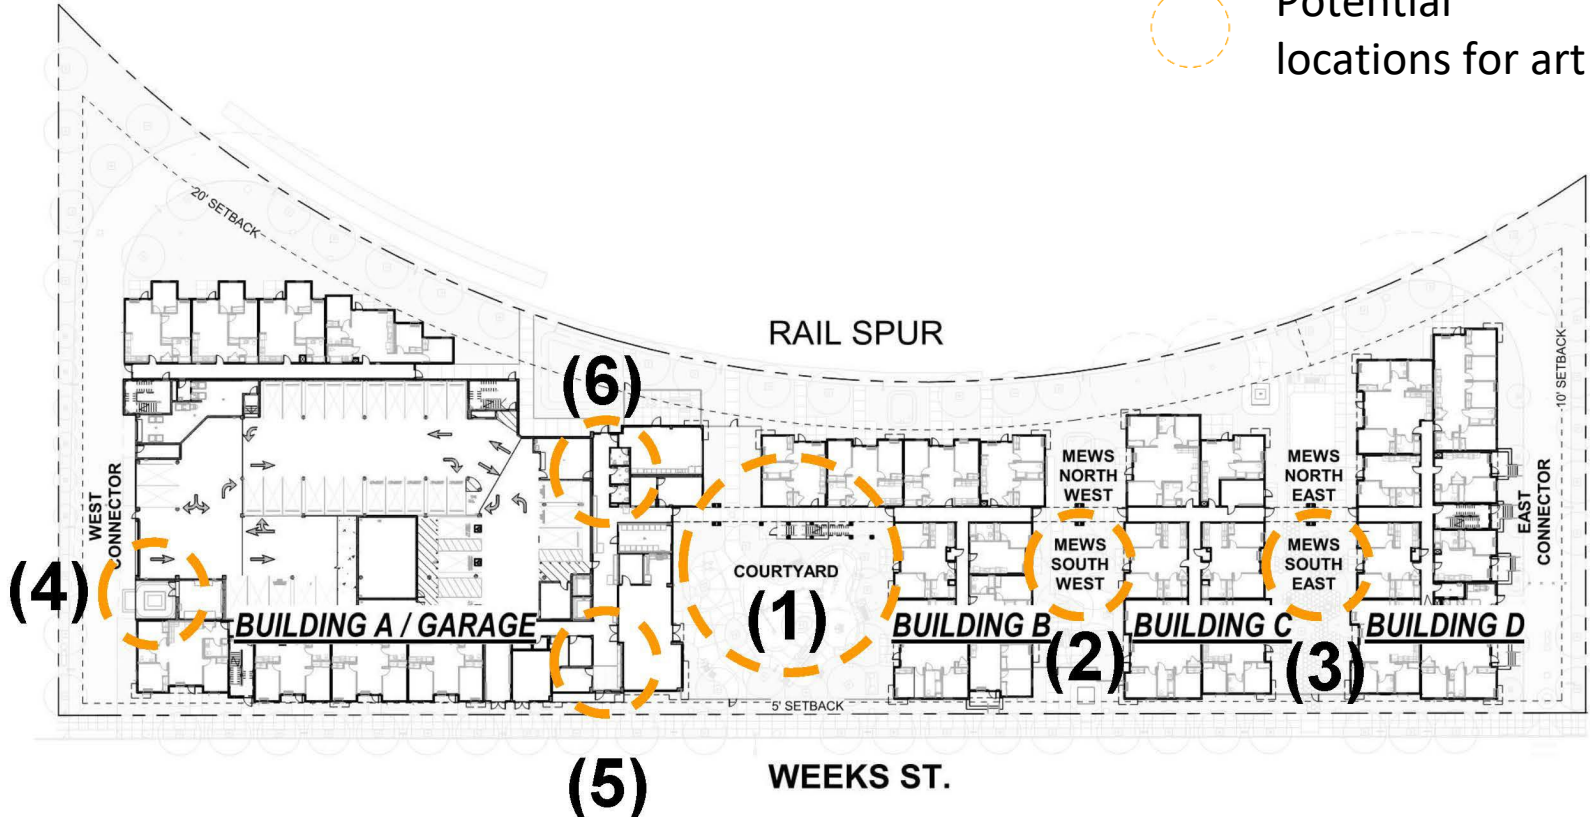 Potential
locations for art
20' SETBACK
RAIL SPUR
10' SETBACK
(6)
WEST
CONNECTOR
MEWS
NORTH
WEST
MEWS
NORTH
EAST
EAST
CONNECTOR
MEWS
SOUTH
WEST
MEWS
SOUTH
EAST
COURTYARD
(4)
(1)
BUILDING A / GARAGE
BUILDING B
BUILDING C
BUILDING D
(2)
(3)
5' SETBACK
(5)
WEEKS ST.